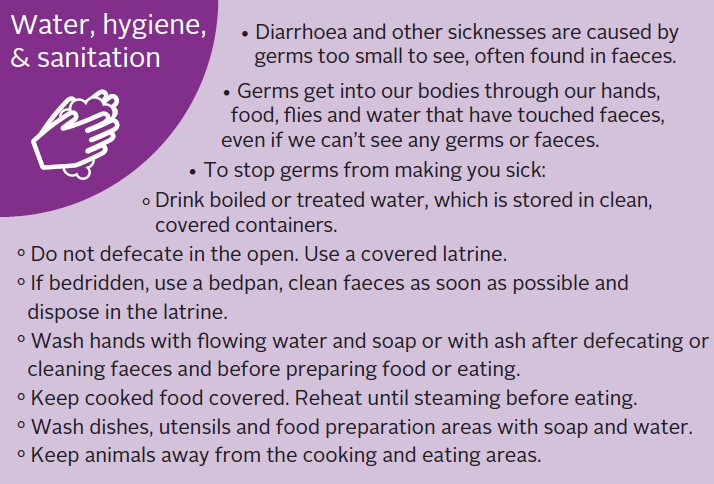 Water, hygiene,
& sanitation
• Diarrhoea and other sicknesses are caused by
germs too small to see, often found in faeces.
• Germs get into our bodies through our hands,
food, flies and water that have touched faeces,
even if we can't see any germs or faeces.
• To stop germs from making you sick:
o Drink boiled or treated water, which is stored in clean,
covered containers.
o Do not defecate in the open. Use a covered latrine.
o If bedridden, use a bedpan, clean faeces as soon as possible and
dispose in the latrine.
o Wash hands with flowing water and soap or with ash after defecating or
cleaning faeces and before preparing food or eating.
o Keep cooked food covered. Reheat until steaming before eating.
o Wash dishes, utensils and food preparation areas with soap and water.
o Keep animals away from the cooking and eating areas.